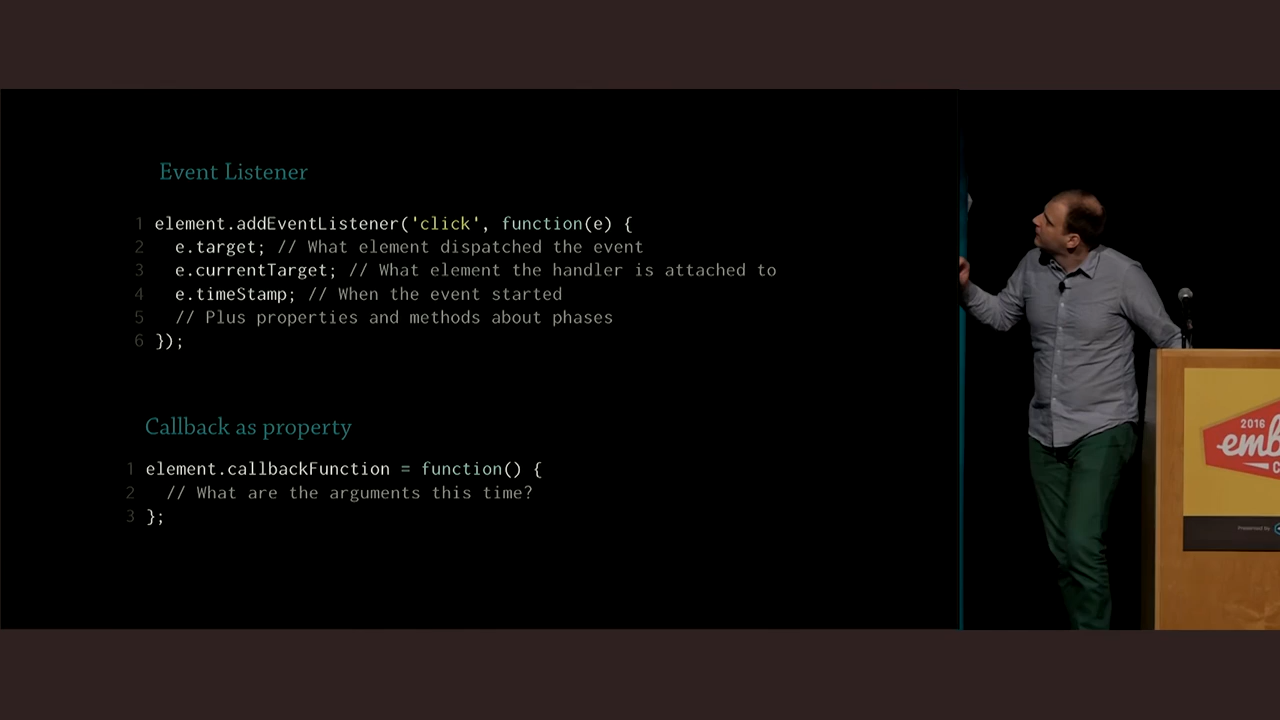 Event Listener
1 element.addEventListener('click', function(e) {
2   e.target; // What element dispatched the event
3   e.currentTarget; // What element the handler is attached to
4   e.timeStamp; // When the event started
5   // Plus properties and methods about phases
6 });
Callback as property
1 element.callbackFunction = function() {
2   // What are the arguments this time?
3 };
2016
emb
C
Presented By